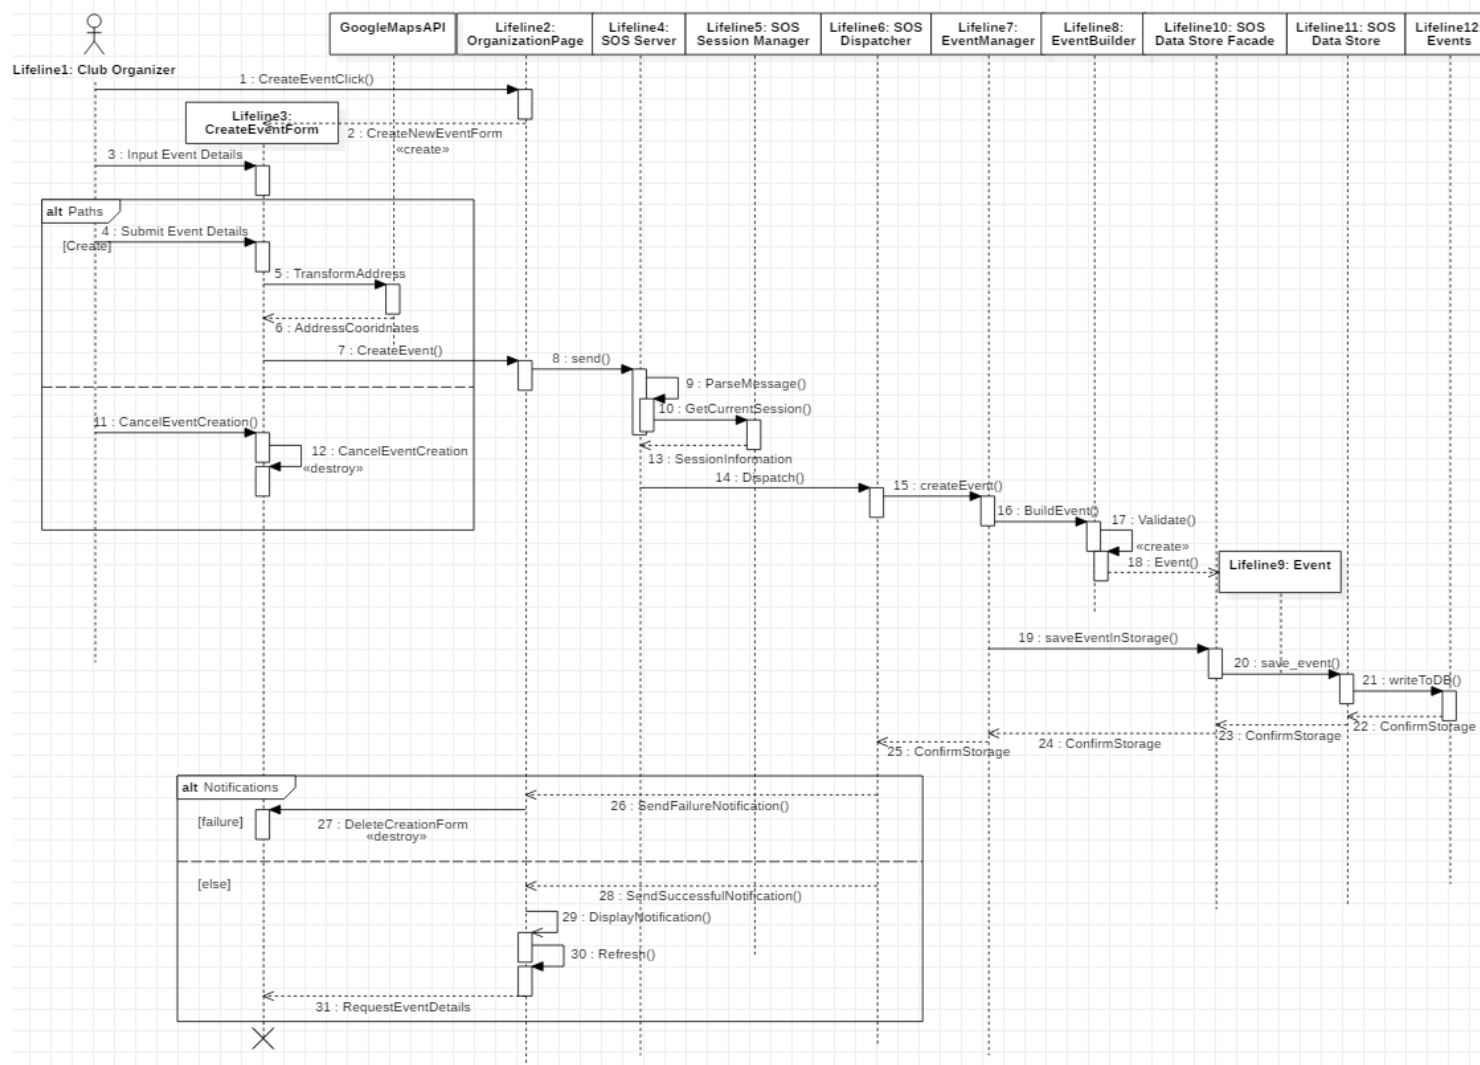 GoogleMapsAPI
Lifeline2:
OrganizationPage
Lifeline4:
SOS Server
Lifeline5: SOS
Session Manager
Lifeline6: SOS
Dispatcher
Lifeline7:
EventManager
Lifeline8:
EventBuilder
Lifeline10: SOS
Data Store Facade
Lifeline11: SOS
Data Store
Lifeline12
Events
Lifeline1: Club Organizer
1 : CreateEventClick()
Lifeline3:
CreateEventForm
2 : CreateNewEventForm
«create»
3 : Input Event Details
alt Paths
4 : Submit Event Details
[Create]
5 : TransformAddress
6 : AddressCooridnates
7 : CreateEvent()
8 : send()
9 : ParseMessage()
10 : GetCurrentSession()
11 : CancelEventCreation()
12 : CancelEventCreation
«destroy»
13 : SessionInformation
14 : Dispatch()
15 : createEvent()
16 : BuildEvent()
17 : Validate()
«create»
18 : Event()
Lifeline9: Event
19 : saveEventInStorage()
20 : save_event()
21 : writeToDB()
22 : ConfirmStorage
23 : ConfirmStorage
24 : ConfirmStorage
25 : ConfirmStorage
alt Notifications
26 : SendFailureNotification()
[failure]
27 : DeleteCreationForm
«destroy»
[else]
28 : SendSuccessfulNotification()
29 : DisplayNotification()
30 : Refresh()
31 : RequestEventDetails